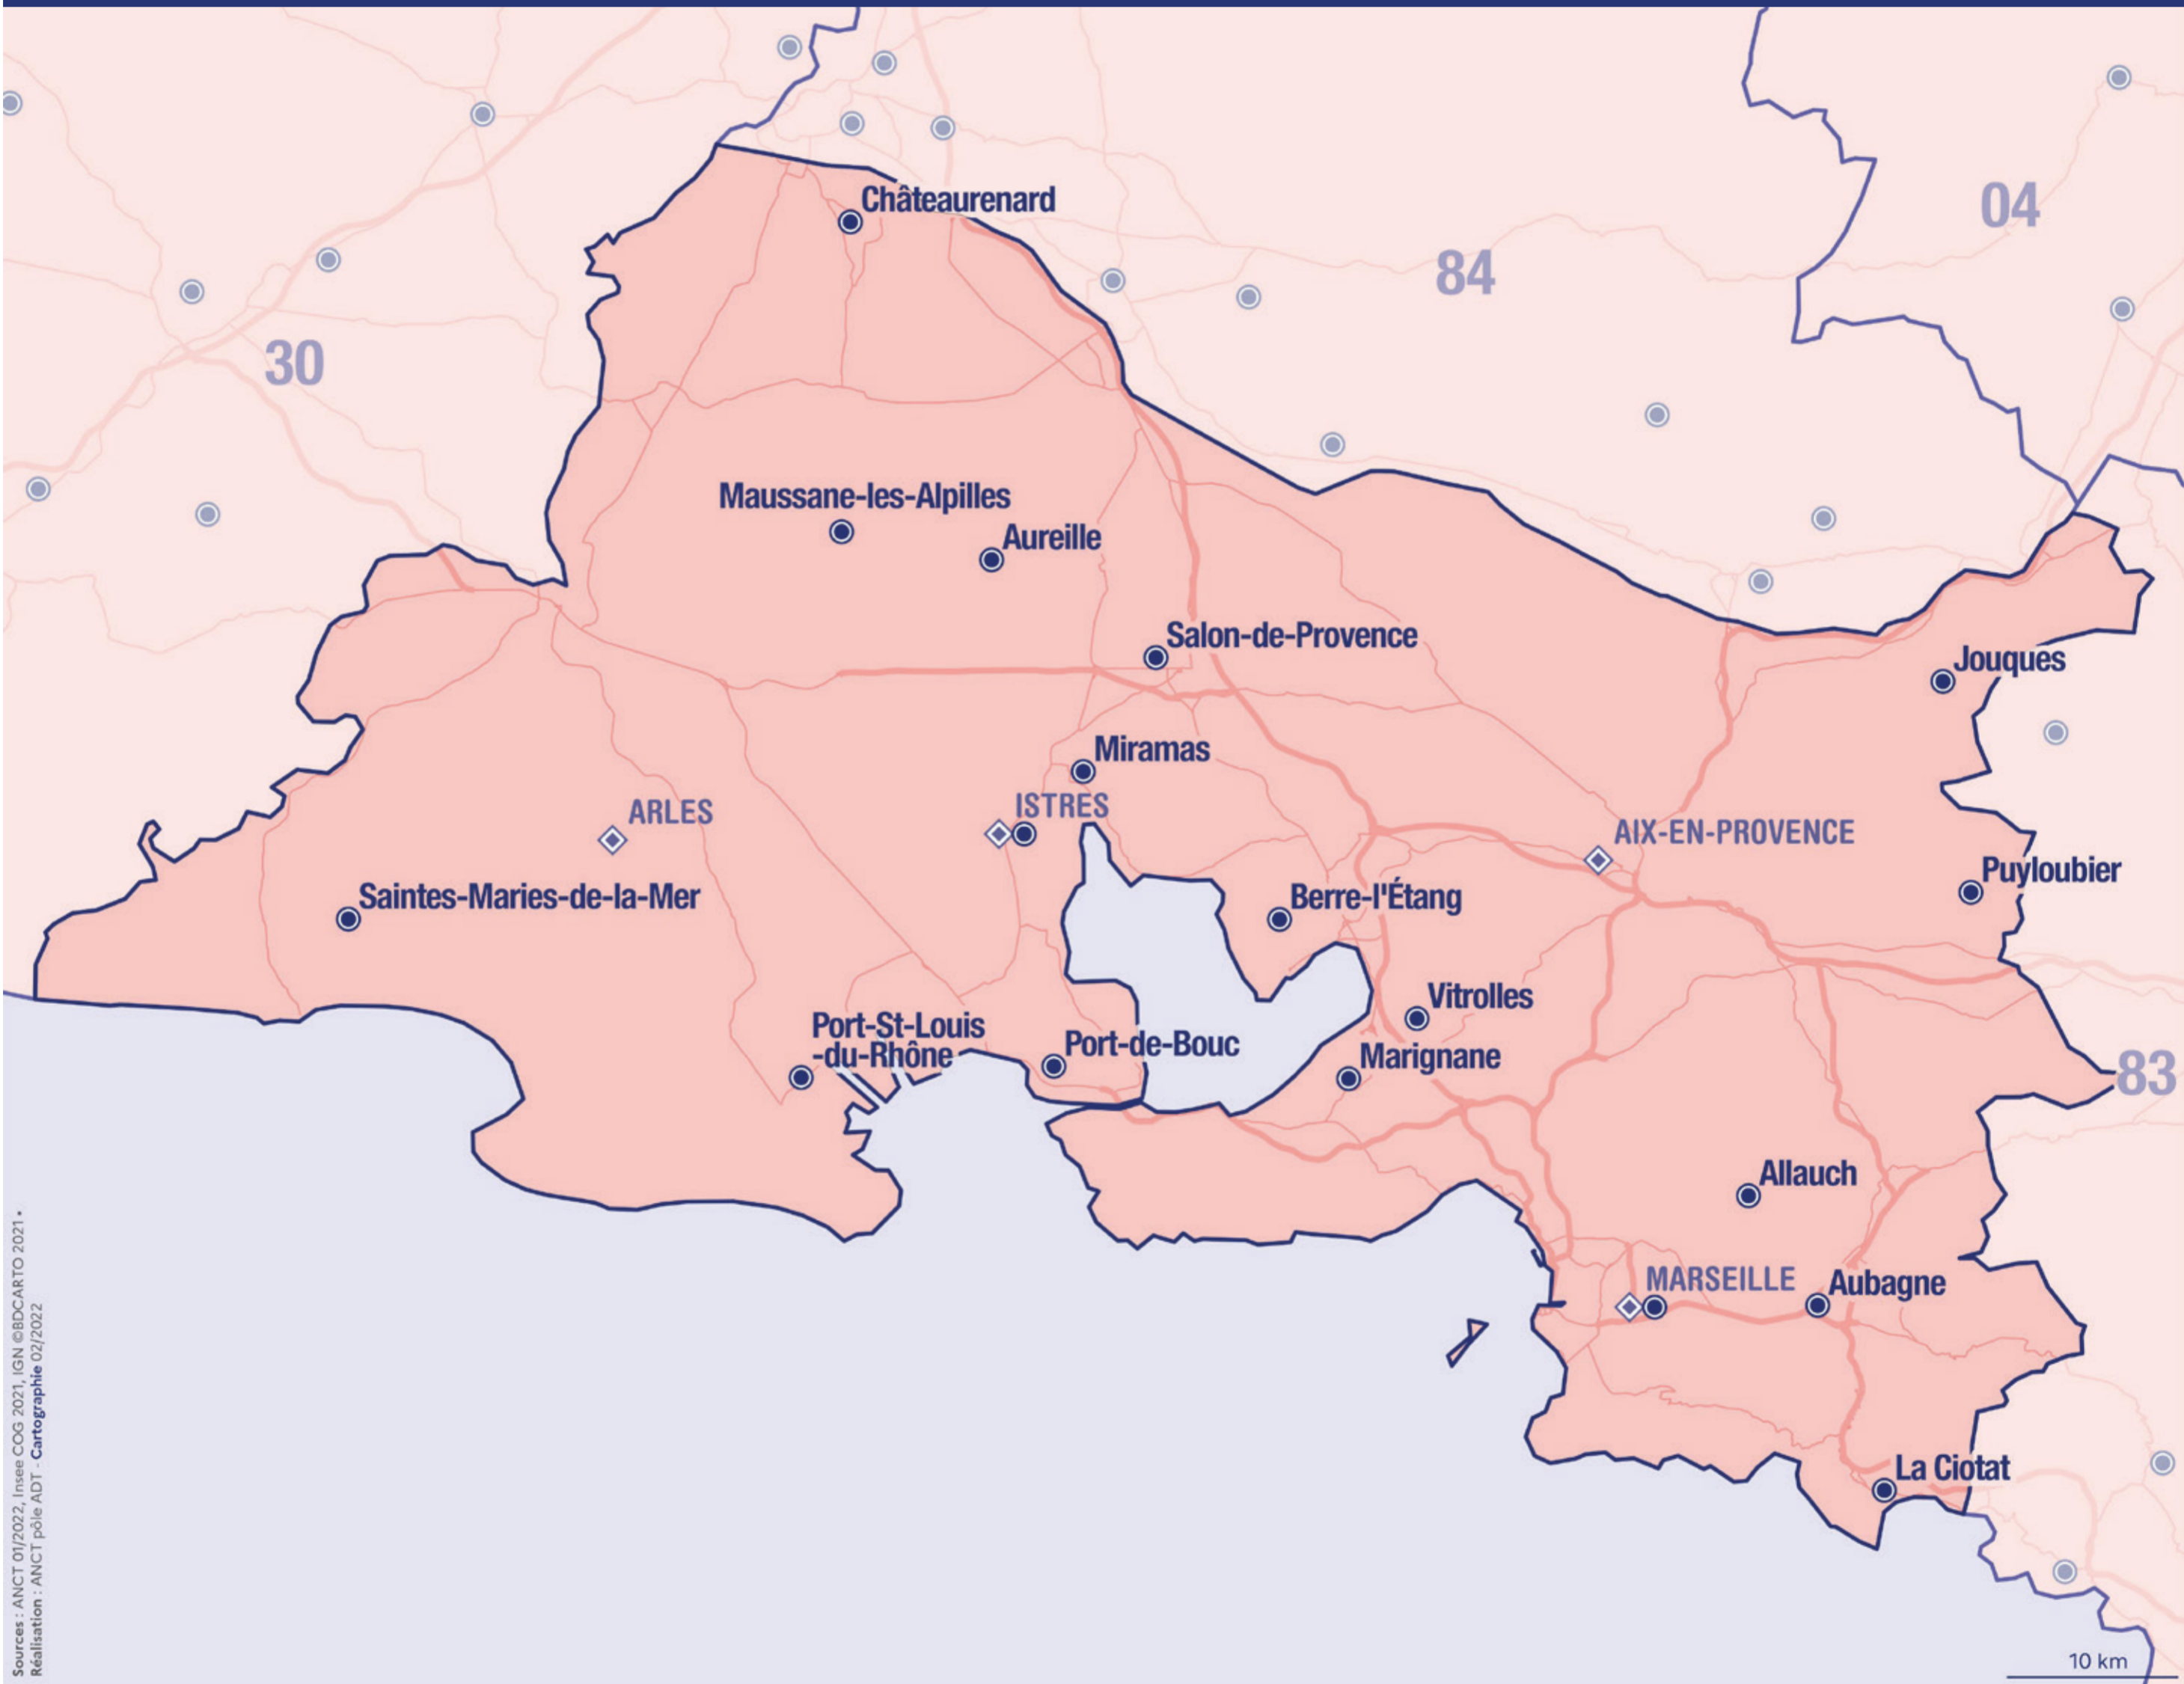 04
Châteaurenard
84
30
Maussane-les-Alpilles
Aureille
Salon-de-Provence
Jouques
Miramas
ISTRES
ARLES
AIX-EN-PROVENCE
Puyloubier
Saintes-Maries-de-la-Mer
Berre-l'Étang
Vitrolles
Port-St-Louis
-du-Rhône
Port-de-Bouc
Marignane
83
Allauch
MARSEILLE
Aubagne
La Ciotat
Sources : ANCT 01/2022, Insee COG 2021, IGN ©BDCARTO 2021 •
Réalisation : ANCT pôle ADT - Cartographie 02/2022
10 km